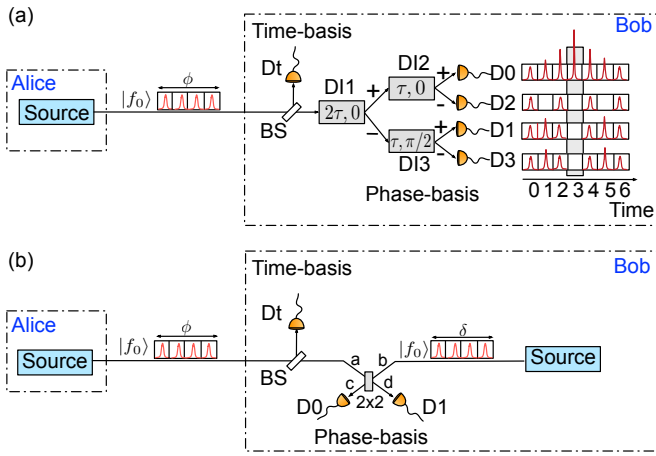 (a)
Time-basis
Bob
Alice
Source
|f₀⟩
ϕ
Dt
BS
DI1
2τ, 0
+
−
DI2
τ, 0
DI3
τ, π/2
+
-
+
-
D0
D2
D1
D3
Phase-basis
0 1 2 3 4 5 6
Time
(b)
Time-basis
Bob
Alice
Source
|f₀⟩
ϕ
Dt
BS
a
b
c
d
2x2
|f₀⟩
δ
Source
D0
D1
Phase-basis